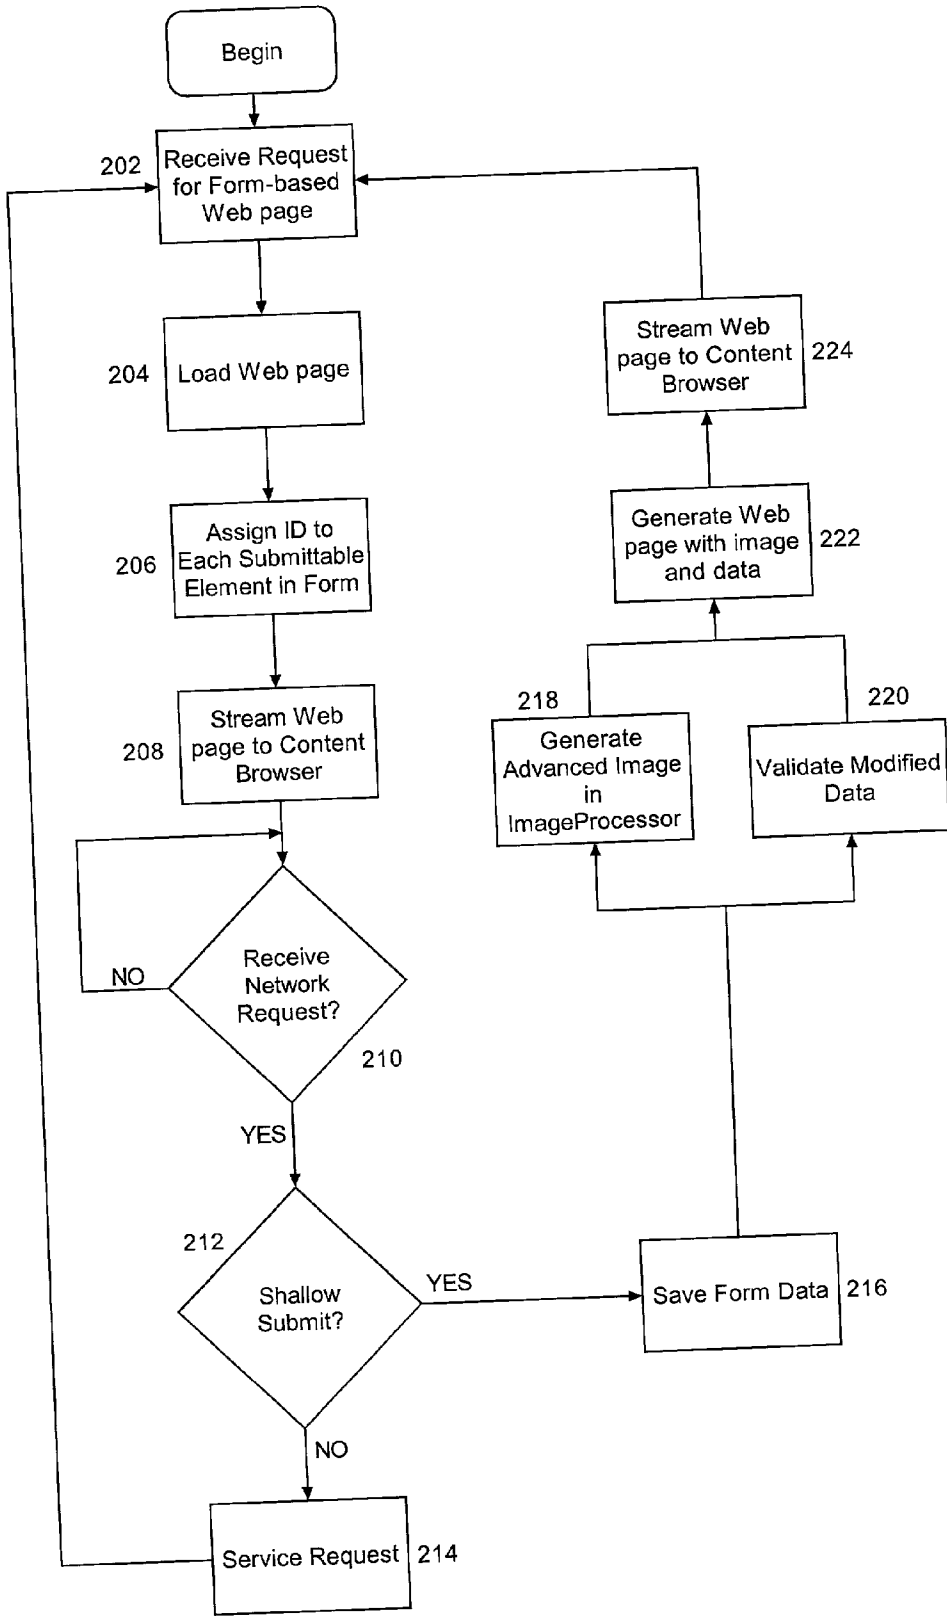 Begin
202
Receive Request
for Form-based
Web page
204
Load Web page
206
Assign ID to
Each Submittable
Element in Form
208
Stream Web
page to Content
Browser
Receive
Network
Request?
NO
210
YES
212
Shallow
Submit?
YES
NO
Service Request
214
Save Form Data
216
218
Generate
Advanced Image
in
ImageProcessor
220
Validate Modified
Data
Generate Web
page with image
and data
222
Stream Web
page to Content
Browser
224